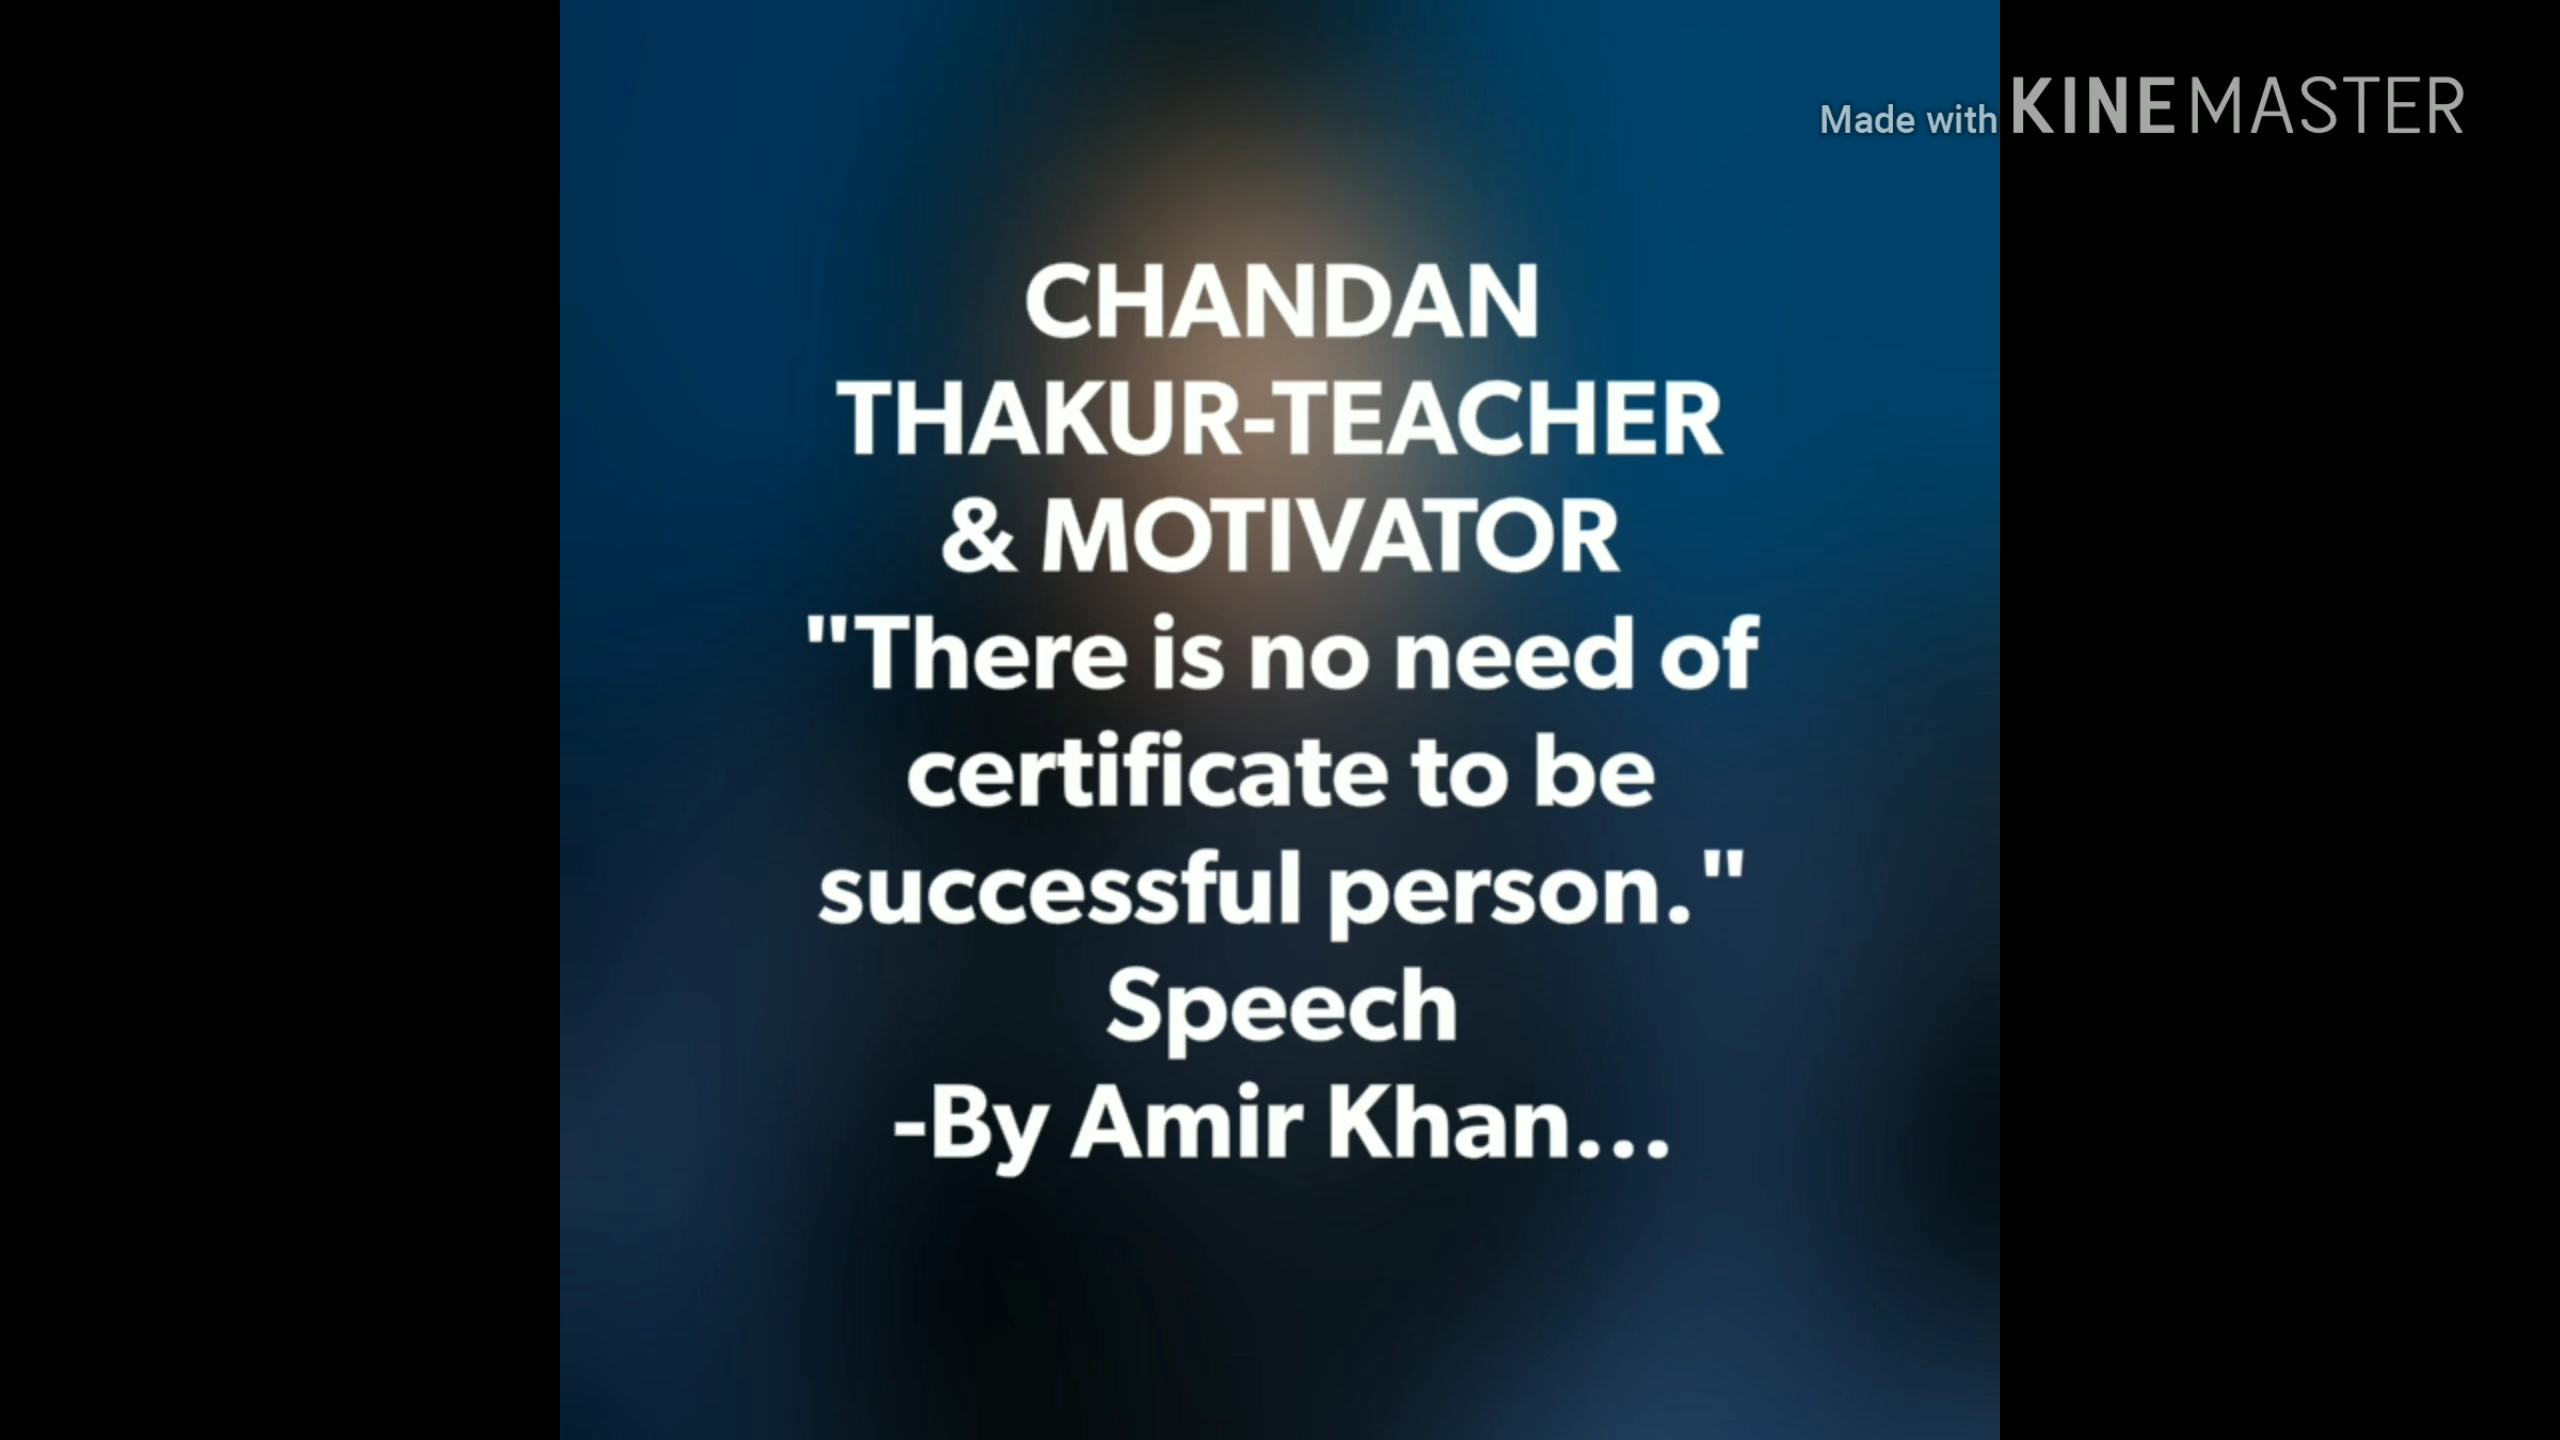 Made with KINEMASTER
CHANDAN
THAKUR-TEACHER
& MOTIVATOR
"There is no need of
certificate to be
successful person."
Speech
-By Amir Khan...